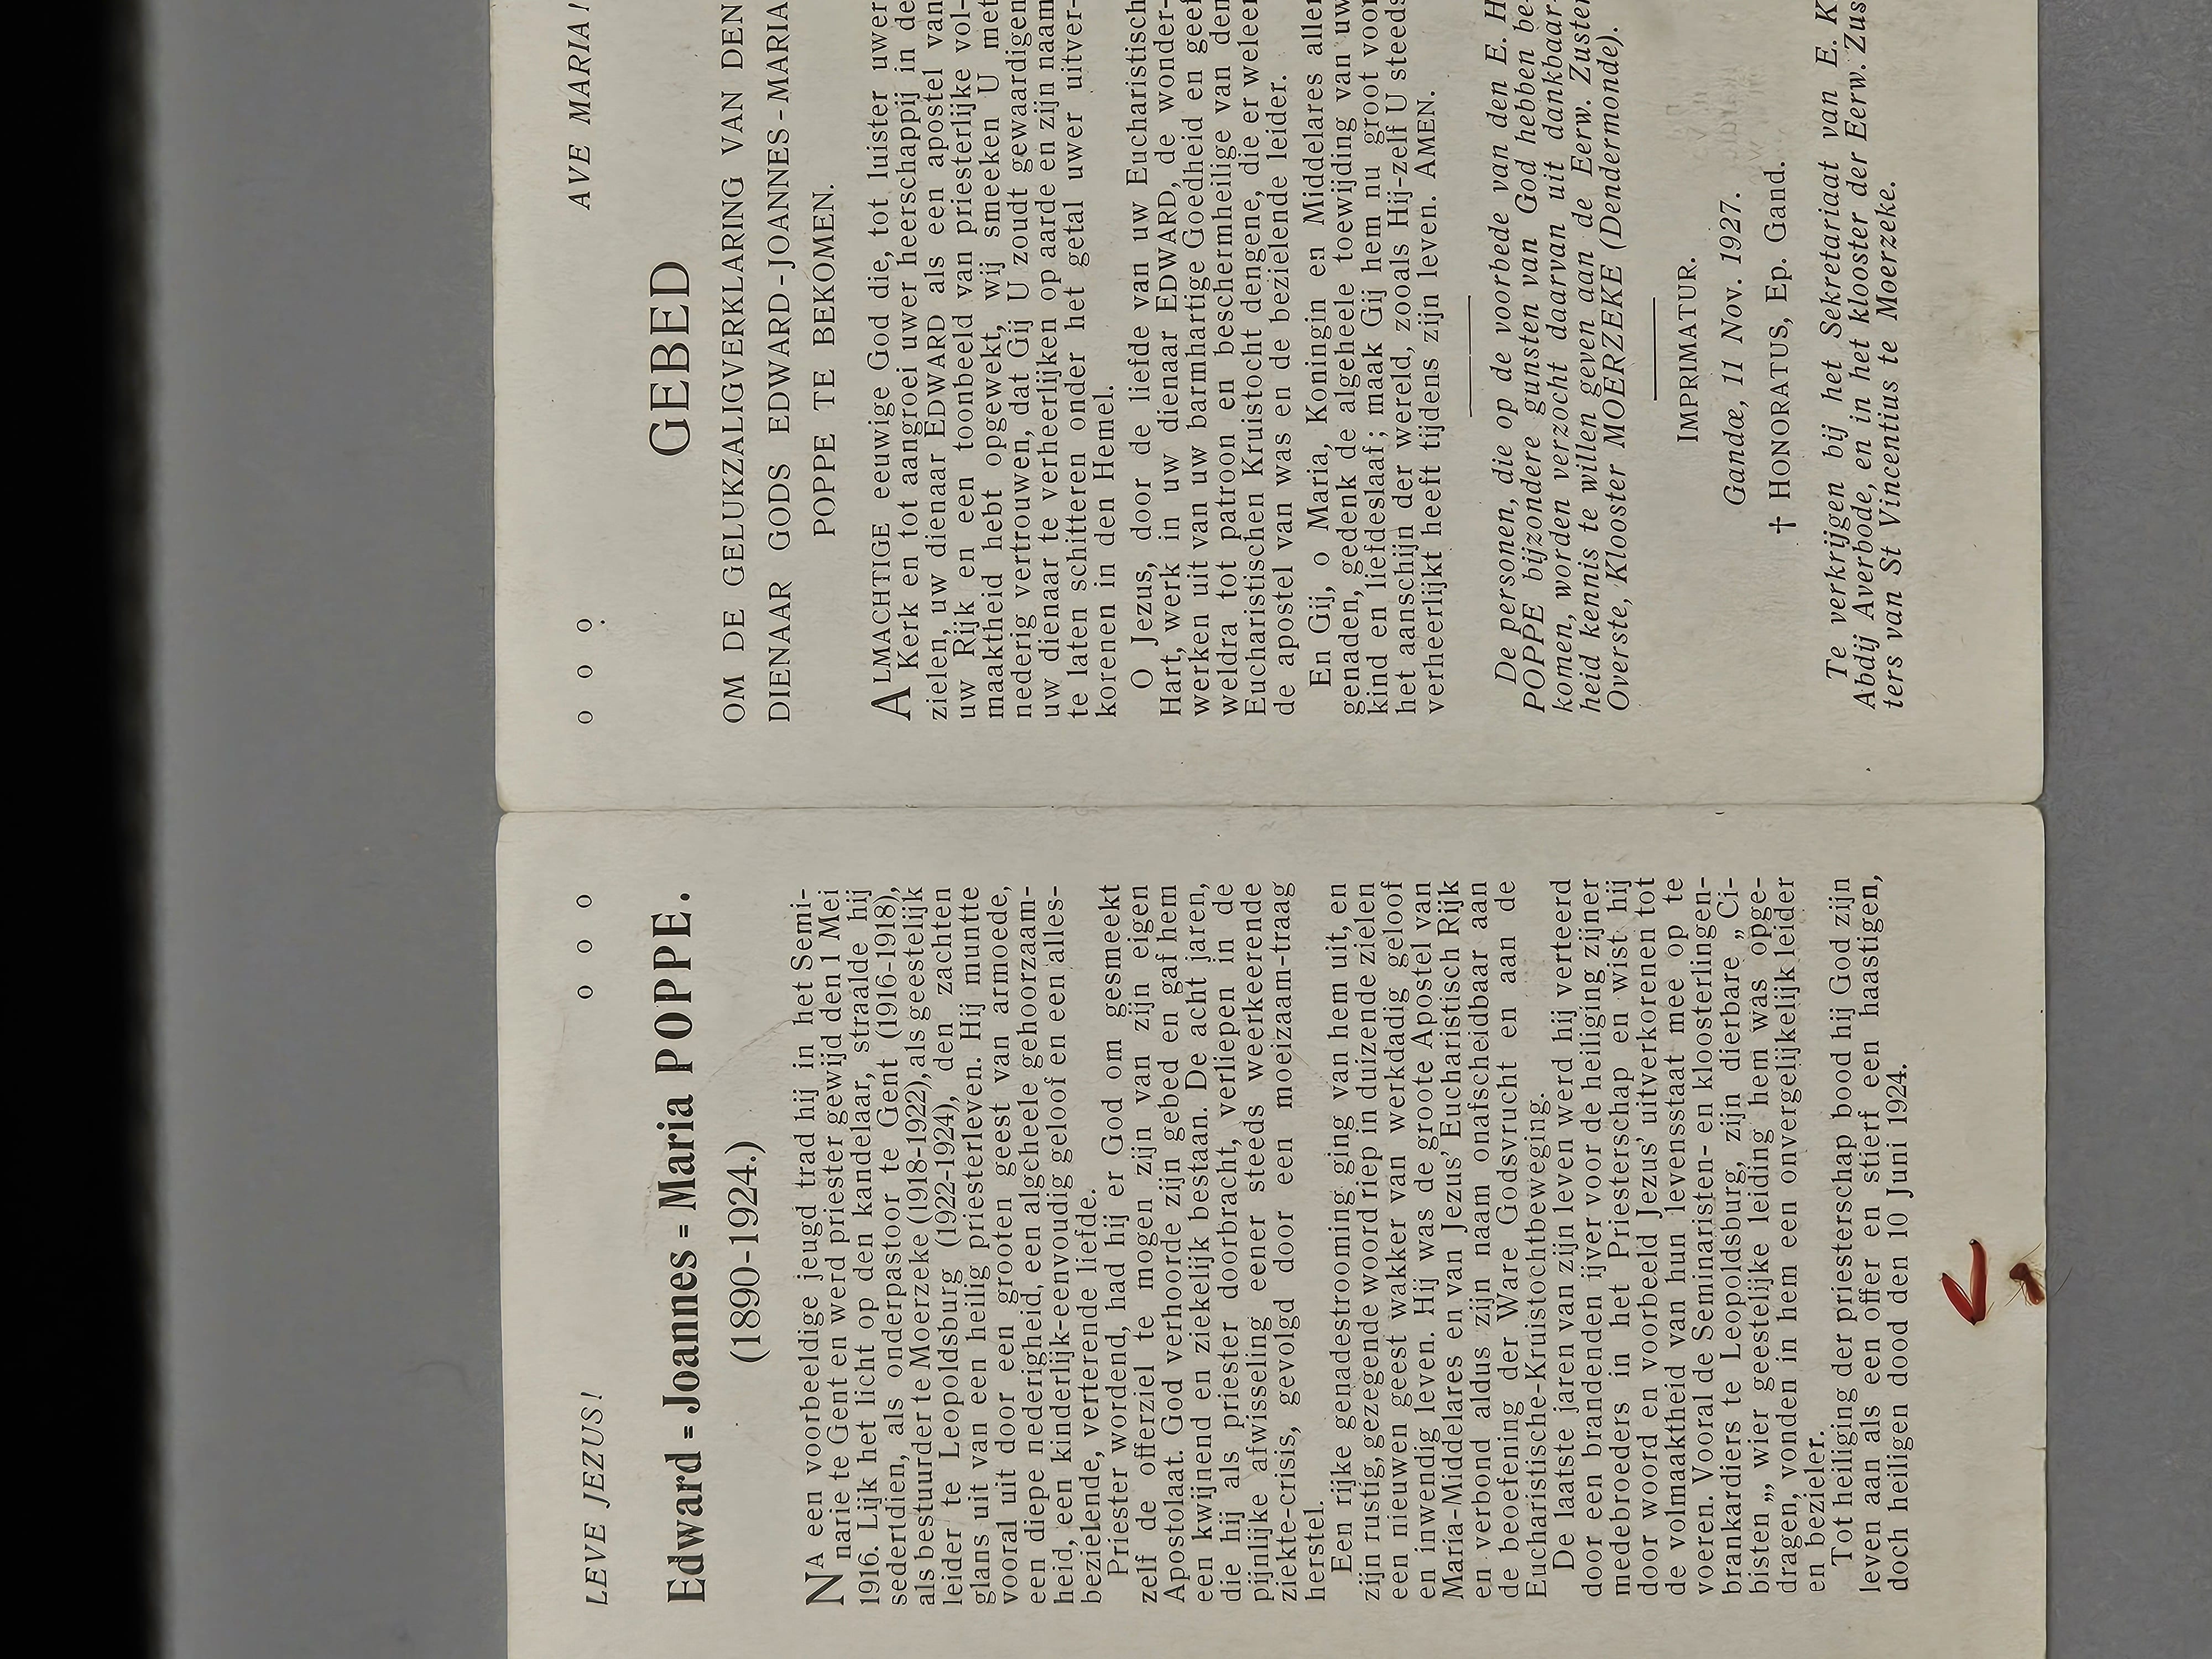 LEVE JEZUS!
o o o
Edward = Joannes = Maria POPPE.
(1890-1924.)
NA een voorbeeldige jeugd trad hij in het Semi-
narie te Gent en werd priester gewijd den 1 Mei
1916. Lijk het licht op den kandelaar, straalde hij
sedertdien, als onderpastoor te Gent (1916-1918),
als bestuurder te Moerzeke (1918-1922), als geestelijk
leider te Leopoldsburg (1922-1924), den zachten
glans uit van een heilig priesterleven. Hij muntte
vooral uit door een grooten geest van armoede,
een diepe nederigheid, een algeheele gehoorzaam-
heid, een kinderlijk-eenvoudig geloof en een alles-
bezielende, verterende liefde.
Priester wordend, had hij er God om gesmeekt
zelf de offerziel te mogen zijn van zijn eigen
Apostolaat. God verhoorde zijn gebed en gaf hem
een kwijnend en ziekelijk bestaan. De acht jaren,
die hij als priester doorbracht, verliepen in de
pijnlijke afwisseling eener steeds weerkeerende
ziekte-crisis, gevolgd door een moeizaam-traag
herstel.
Een rijke genadestrooming ging van hem uit, en
zijn rustig, gezegende woord riep in duizende zielen
een nieuwen geest wakker van werkdadig geloof
en inwendig leven. Hij was de groote Apostel van
Maria-Middelares en van Jezus' Eucharistisch Rijk
en verbond aldus zijn naam onafscheidbaar aan
de beoefening der Ware Godsvrucht en aan de
Eucharistische-Kruistochtbeweging.
De laatste jaren van zijn leven werd hij verteerd
door een brandenden ijver voor de heiliging zijner
medebroeders in het Priesterschap en wist hij
door woord en voorbeeld Jezus' uitverkorenen tot
de volmaaktheid van hun levensstaat mee op te
voeren. Vooral de Seminaristen- en kloosterlingen-
brankardiers te Leopoldsburg, zijn dierbare „ Ci-
bisten „, wier geestelijke leiding hem was opge-
dragen, vonden in hem een onvergelijkelijk leider
en bezieler.
Tot heiliging der priesterschap bood hij God zijn
leven aan als een offer en stierf een haastigen,
doch heiligen dood den 10 Juni 1924.
o o o
AVE MARIA!
GEBED
OM DE GELUKZALIGVERKLARING VAN DEN
DIENAAR GODS EDWARD-JOANNES-MARIA
POPPE TE BEKOMEN.
ALMACHTIGE eeuwige God die, tot luister uwer
Kerk en tot aangroei uwer heerschappij in de
zielen, uw dienaar EDWARD als een apostel van
uw Rijk en een toonbeeld van priesterlijke vol-
maaktheid hebt opgewekt, wij smeeken U met
nederig vertrouwen, dat Gij U zoudt gewaardigen
uw dienaar te verheerlijken op aarde en zijn naam
te laten schitteren onder het getal uwer uitver-
korenen in den Hemel.
O Jezus, door de liefde van uw Eucharistisch
Hart, werk in uw dienaar EDWARD, de wonder-
werken uit van uw barmhartige Goedheid en geef
weldra tot patroon en beschermheilige van den
Eucharistischen Kruistocht dengene, die er weleer
de apostel van was en de bezielende leider.
En Gij, o Maria, Koningin en Middelares aller
genaden, gedenk de algeheele toewijding van uw
kind en liefdeslaaf; maak Gij hem nu groot voor
het aanschijn der wereld, zooals Hij-zelf U steeds
verheerlijkt heeft tijdens zijn leven. AMEN.
De personen, die op de voorbede van den E. H
POPPE bijzondere gunsten van God hebben be-
komen, worden verzocht daarvan uit dankbaar-
heid kennis te willen geven aan de Eerw. Zuster
Overste, Klooster MOERZEKE (Dendermonde).
IMPRIMATUR.
Gandæ, 11 Nov. 1927.
† HONORATUS, Ep. Gand.
Te verkrijgen bij het Sekretariaat van E. K
Abdij Averbode, en in het klooster der Eerw. Zus
ters van St Vincentius te Moerzeke.